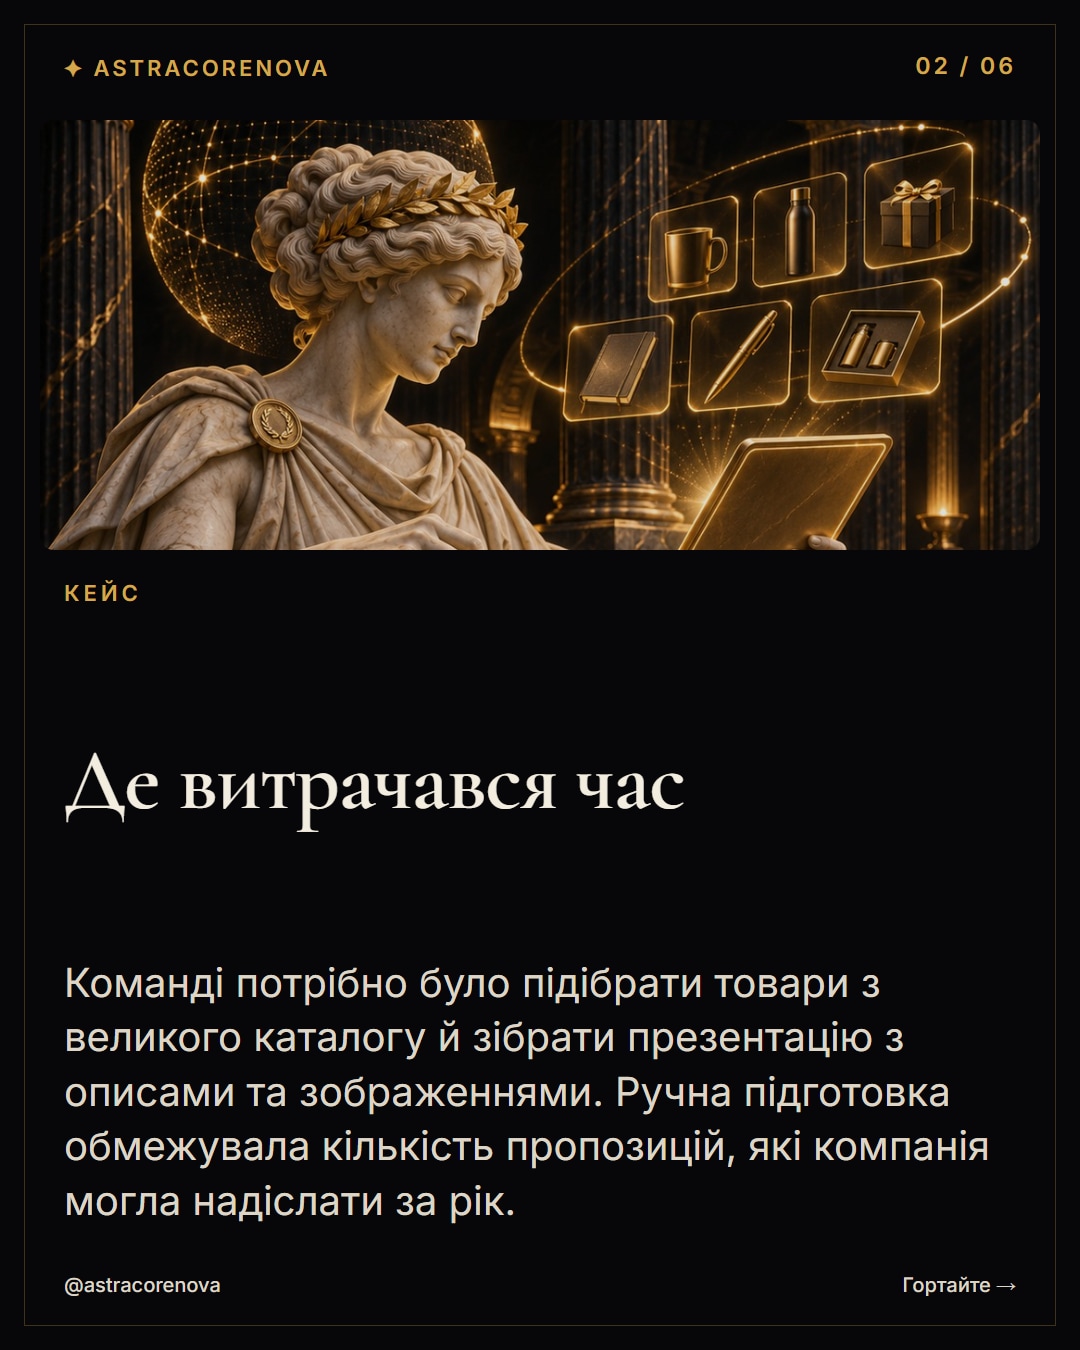 ✦ ASTRACORENOVA
02 / 06
КЕЙС
Де витрачався час
Команді потрібно було підібрати товари з
великого каталогу й зібрати презентацію з
описами та зображеннями. Ручна підготовка
обмежувала кількість пропозицій, які компанія
могла надіслати за рік.
@astracorenova
Гортайте →